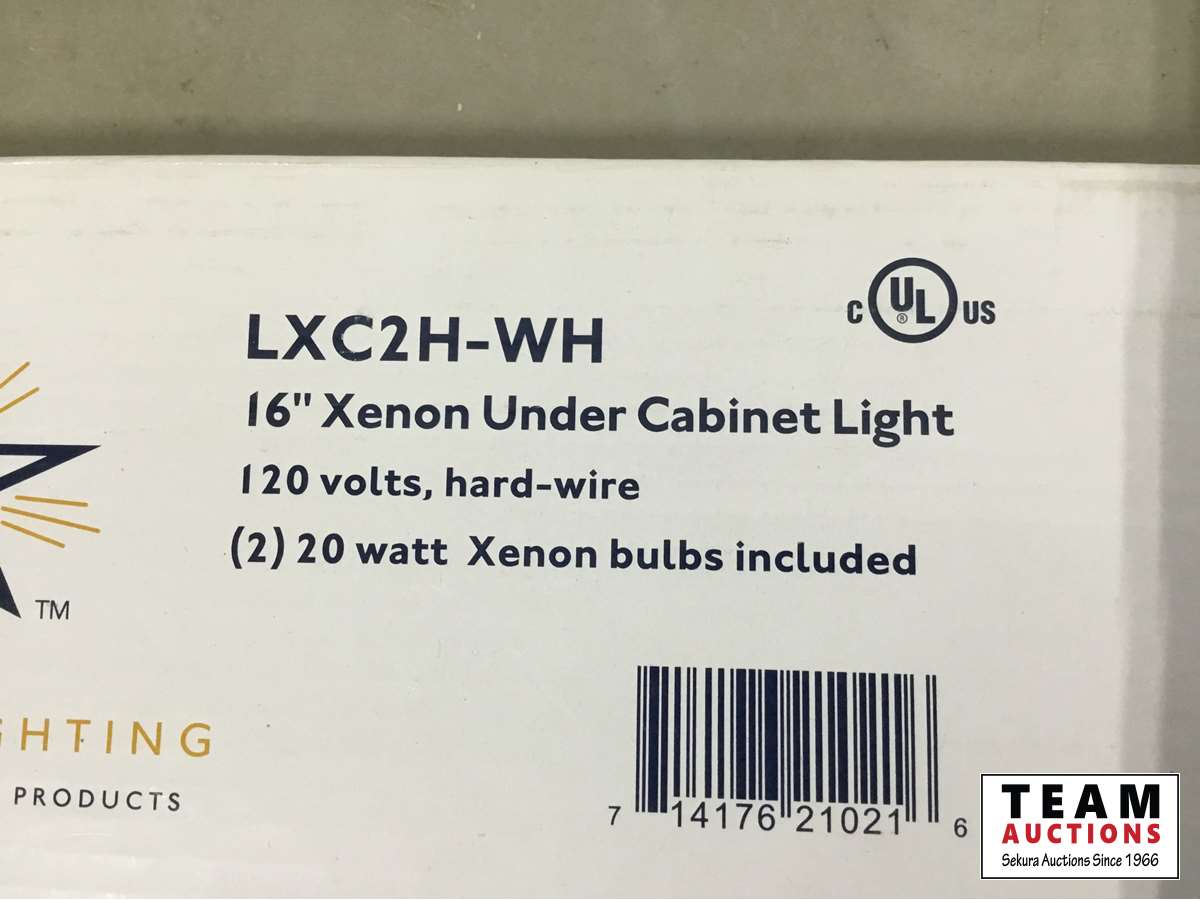 LXC2H-WH
C UL ® US
16" Xenon Under Cabinet Light
120 volts, hard-wire
(2) 20 watt Xenon bulbs included
TM
HTING
PRODUCTS
7 14176 21021 6
TEAM
AUCTIONS
Sekura Auctions Since 1966